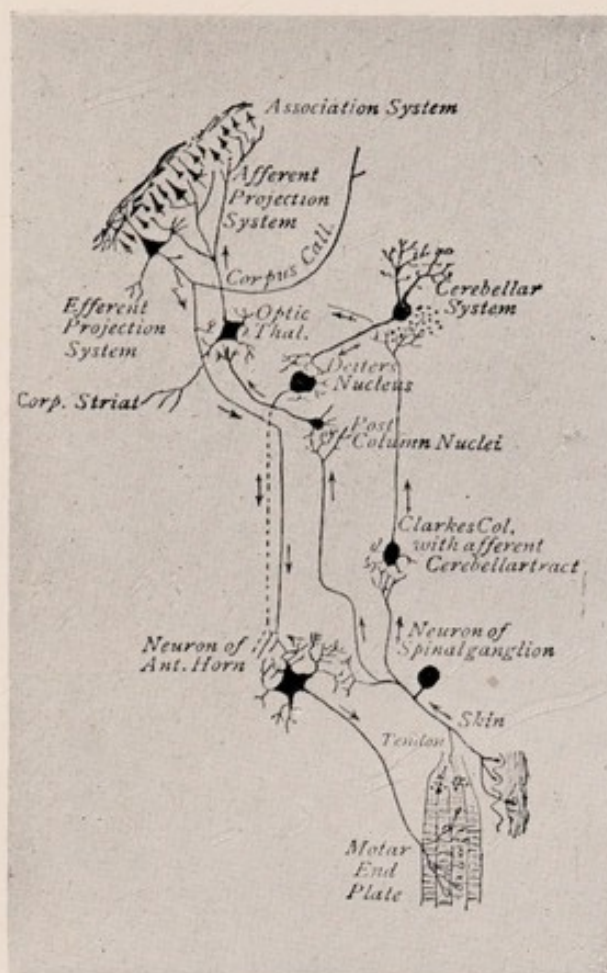 Association System
Afferent
Projection
System
Corpus Call.
Efferent
Projection
System
Optic
Thal.
Cerebellar
System
Deiters
Nucleus
Corp. Striat
Post
Column Nuclei
Clarkes Col.
with afferent
Cerebellartract
Neuron of
Ant. Horn
Neuron of
Spinalganglion
Skin
Tendon
Motar
End
Plate